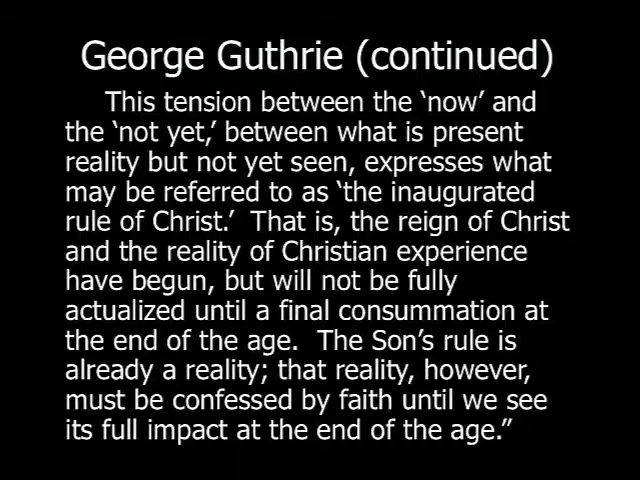 George Guthrie (continued)
This tension between the ‘now’ and
the ‘not yet,’ between what is present
reality but not yet seen, expresses what
may be referred to as ‘the inaugurated
rule of Christ.’  That is, the reign of Christ
and the reality of Christian experience
have begun, but will not be fully
actualized until a final consummation at
the end of the age.  The Son’s rule is
already a reality; that reality, however,
must be confessed by faith until we see
its full impact at the end of the age.”